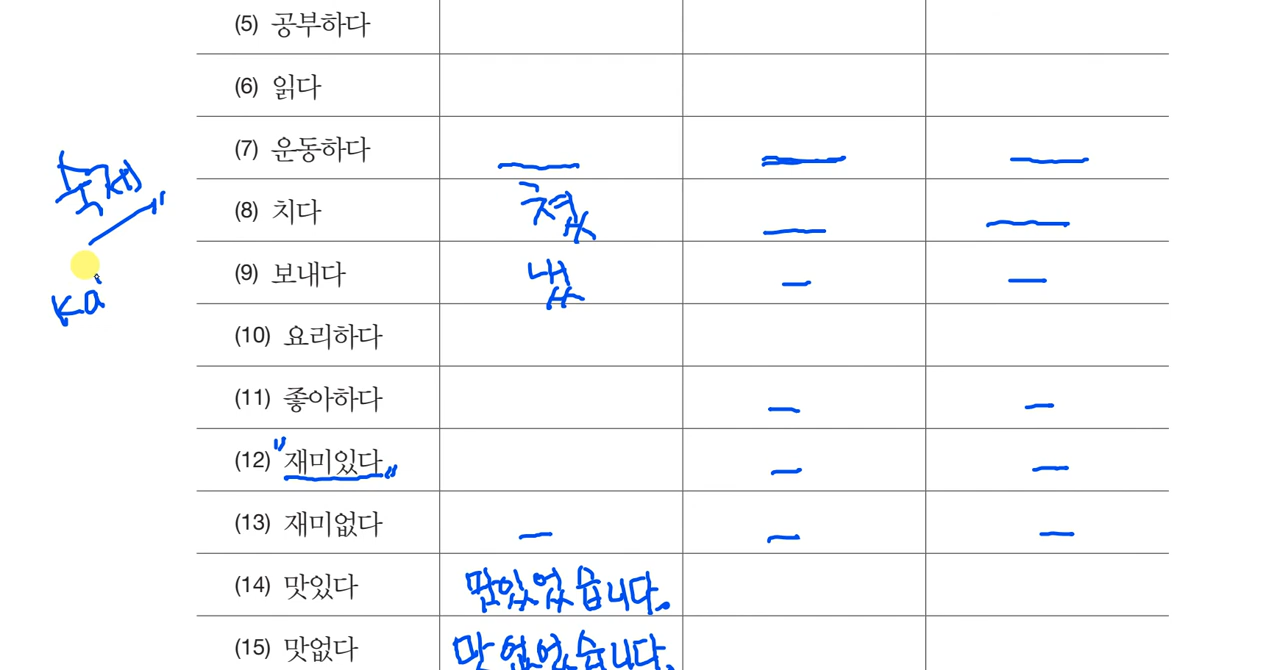 (5) 공부하다
(6) 읽다
(7) 운동하다
(8) 치다 쳤
(9) 보내다 냈
ka
(10) 요리하다
(11) 좋아하다
(12) "재미있다"
(13) 재미없다
(14) 맛있다 맛있었습니다.
(15) 맛없다 맛없었습니다.